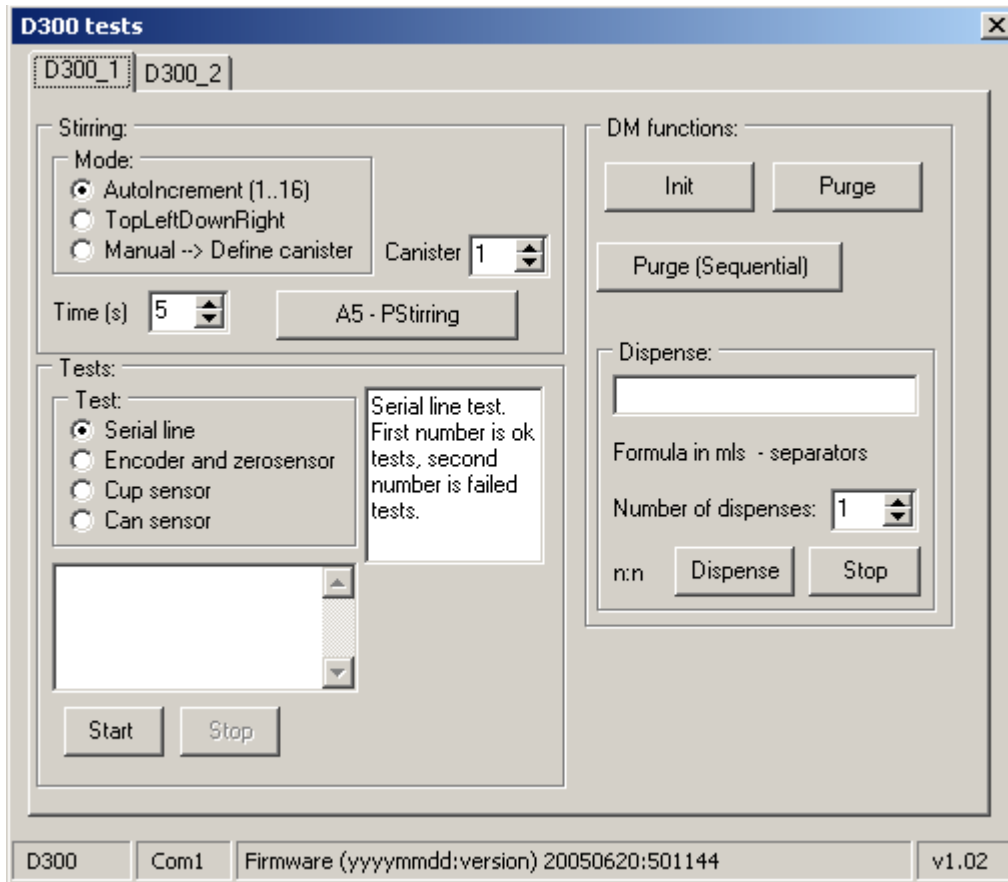 D300 tests
D300_1
D300_2
Stirring:
Mode:
AutoIncrement (1..16)
TopLeftDownRight
Manual --> Define canister
Canister 1
Time (s) 5
A5 - PStirring
Tests:
Test:
Serial line
Encoder and zerosensor
Cup sensor
Can sensor
Serial line test.
First number is ok
tests, second
number is failed
tests.
Start
Stop
DM functions:
Init
Purge
Purge (Sequential)
Dispense:
Formula in mls - separators
Number of dispenses: 1
n:n
Dispense
Stop
D300
Com1
Firmware (yyyymmdd:version) 20050620:501144
v1.02